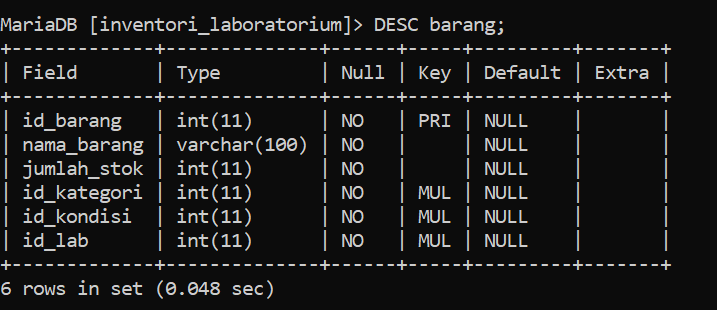 MariaDB [inventori_laboratorium]> DESC barang;
+-------------+--------------+------+-----+---------+-------+
| Field       | Type         | Null | Key | Default | Extra |
+-------------+--------------+------+-----+---------+-------+
| id_barang   | int(11)      | NO   | PRI | NULL    |       |
| nama_barang | varchar(100) | NO   |     | NULL    |       |
| jumlah_stok | int(11)      | NO   |     | NULL    |       |
| id_kategori | int(11)      | NO   | MUL | NULL    |       |
| id_kondisi  | int(11)      | NO   | MUL | NULL    |       |
| id_lab      | int(11)      | NO   | MUL | NULL    |       |
+-------------+--------------+------+-----+---------+-------+
6 rows in set (0.048 sec)